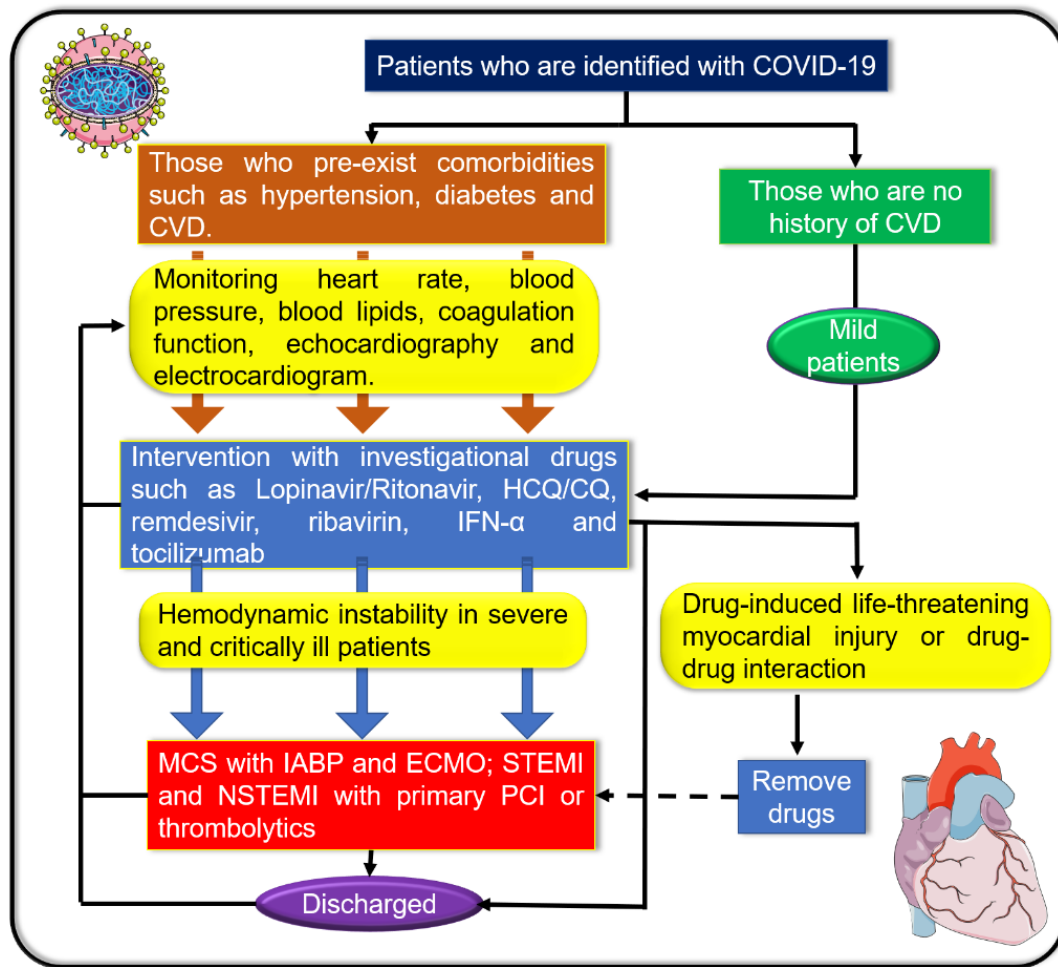 Patients who are identified with COVID-19
Those who pre-exist comorbidities
such as hypertension, diabetes and
CVD.
Those who are no
history of CVD
Monitoring heart rate, blood
pressure, blood lipids, coagulation
function, echocardiography and
electrocardiogram.
Mild
patients
Intervention with investigational drugs
such as Lopinavir/Ritonavir, HCQ/CQ,
remdesivir, ribavirin, IFN-α and
tocilizumab
Hemodynamic instability in severe
and critically ill patients
Drug-induced life-threatening
myocardial injury or drug-
drug interaction
MCS with IABP and ECMO; STEMI
and NSTEMI with primary PCI or
thrombolytics
Remove
drugs
Discharged